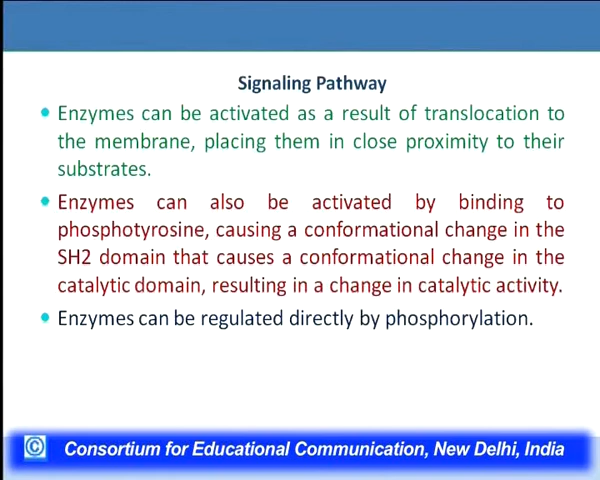 Signaling Pathway
Enzymes can be activated as a result of translocation to
the membrane, placing them in close proximity to their
substrates.
Enzymes can also be activated by binding to
phosphotyrosine, causing a conformational change in the
SH2 domain that causes a conformational change in the
catalytic domain, resulting in a change in catalytic activity.
Enzymes can be regulated directly by phosphorylation.
© Consortium for Educational Communication, New Delhi, India